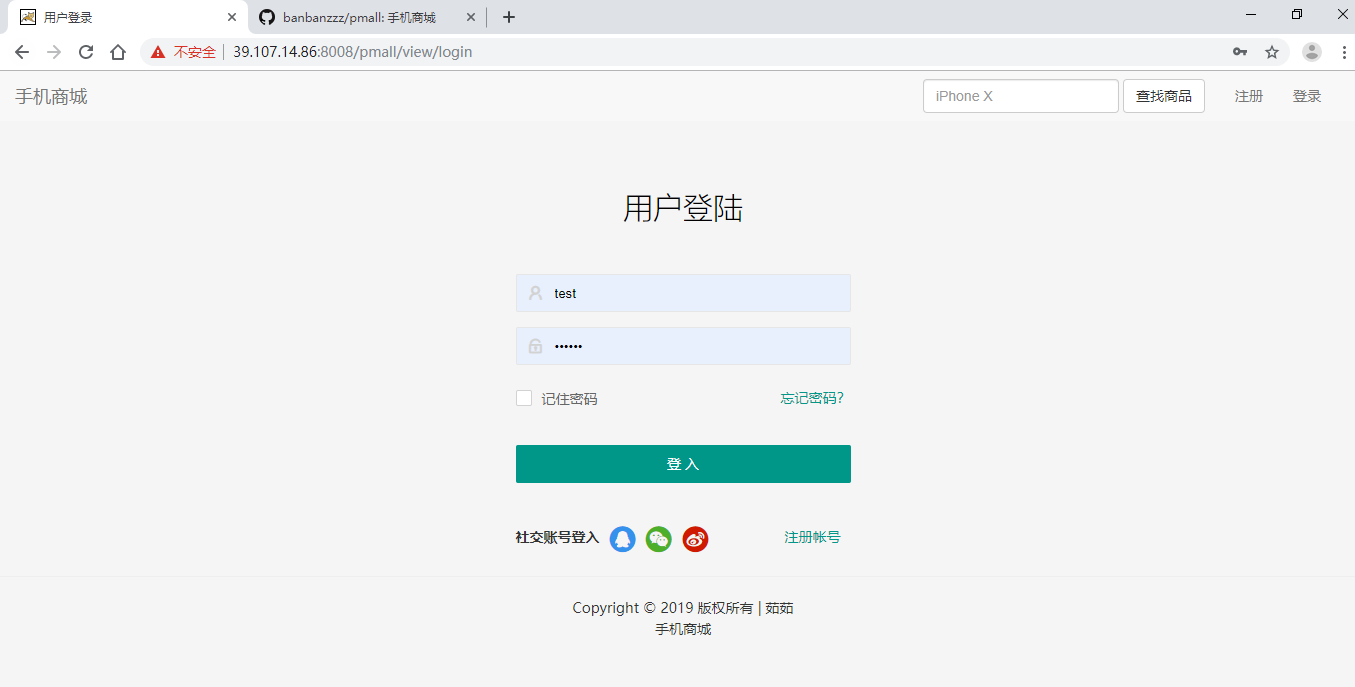 用户登录
banbanzzz/pmall: 手机商城
不安全 39.107.14.86:8008/pmall/view/login
手机商城 iPhone X 查找商品 注册 登录
用户登陆
test
••••••
记住密码 忘记密码?
登 入
社交账号登入 注册帐号
Copyright © 2019 版权所有 | 茹茹
手机商城